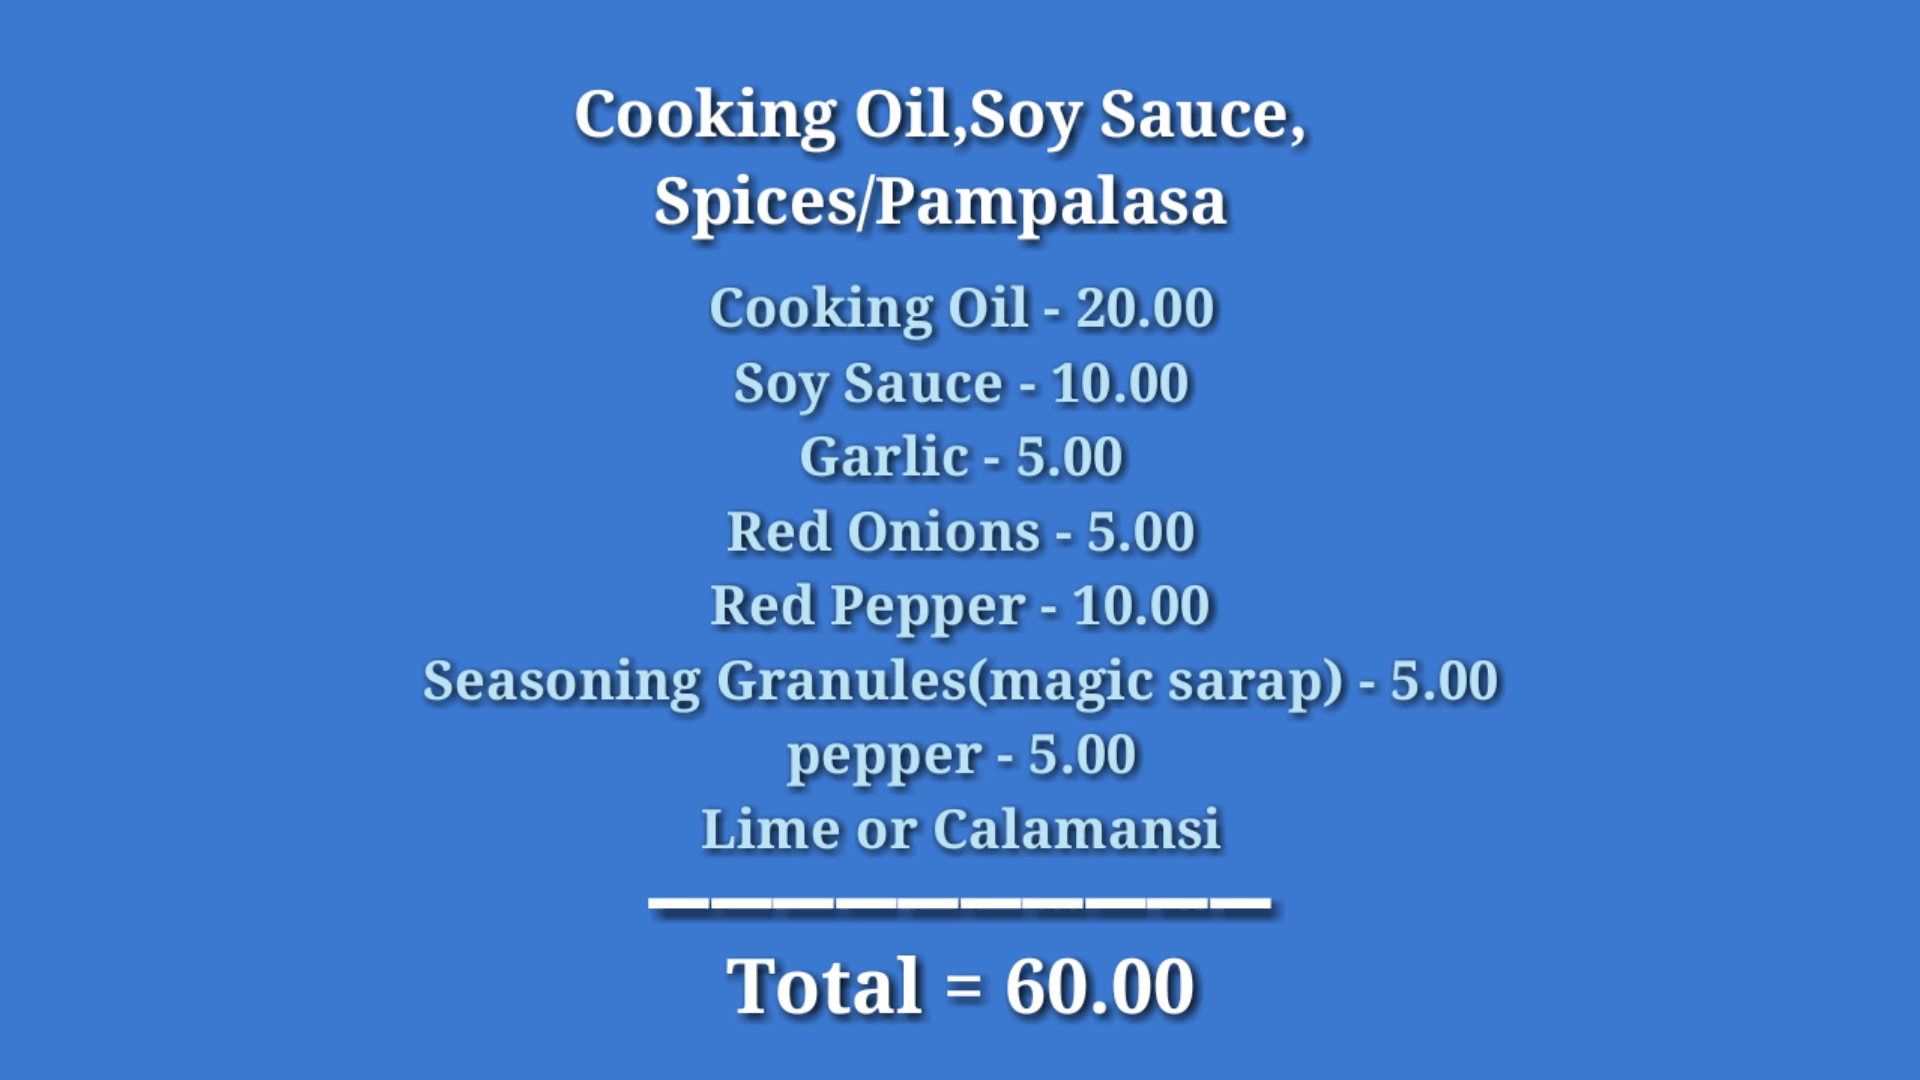 Cooking Oil,Soy Sauce,
Spices/Pampalasa
Cooking Oil - 20.00
Soy Sauce - 10.00
Garlic - 5.00
Red Onions - 5.00
Red Pepper - 10.00
Seasoning Granules(magic sarap) - 5.00
pepper - 5.00
Lime or Calamansi
__________
Total = 60.00